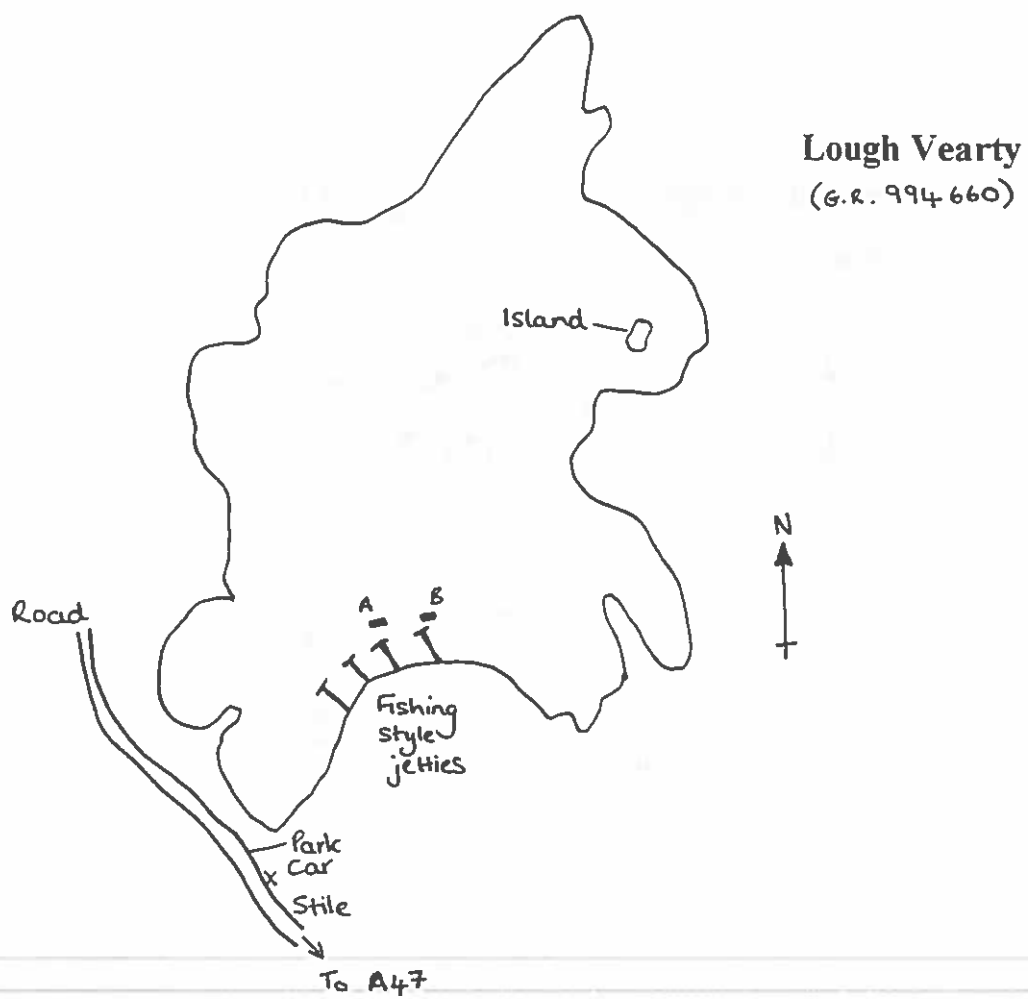 Lough Vearty
(G.R. 994 660)
Island
N
Road
A
B
Fishing
style
jetties
Park
Car
x
Stile
To A47